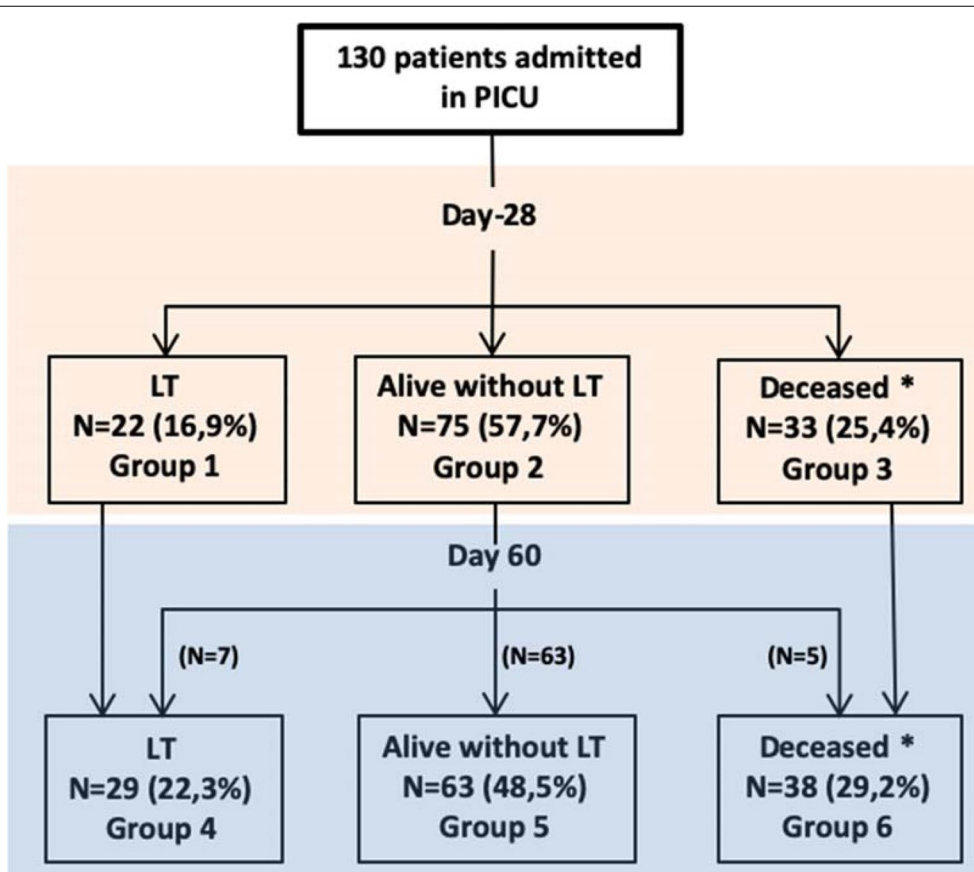 130 patients admitted
in PICU
Day-28
LT
N=22 (16,9%)
Group 1
Alive without LT
N=75 (57,7%)
Group 2
Deceased *
N=33 (25,4%)
Group 3
Day 60
(N=7)
(N=63)
(N=5)
LT
N=29 (22,3%)
Group 4
Alive without LT
N=63 (48,5%)
Group 5
Deceased *
N=38 (29,2%)
Group 6